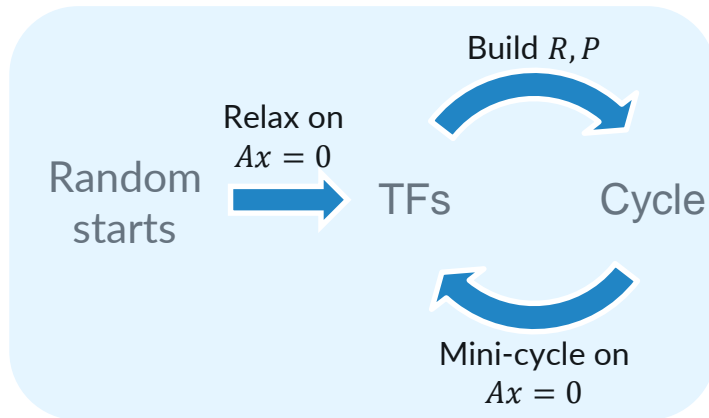 Build R, P
Relax on
Ax = 0
Random
starts
TFs
Cycle
Mini-cycle on
Ax = 0